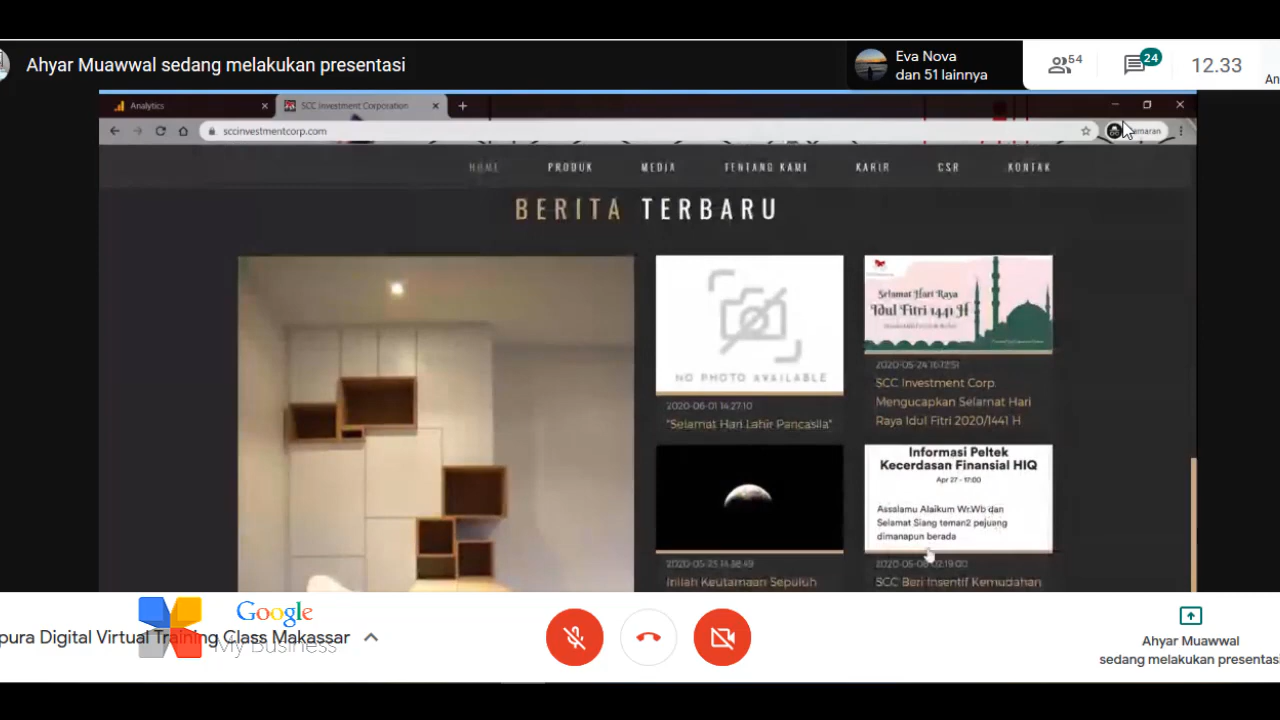 Ahyar Muawwal sedang melakukan presentasi
Eva Nova
dan 51 lainnya
54
24
12.33
An
Analytics
SCC Investment Corporation
sccinvestmentcorp.com
HOME PRODUK MEDIA TENTANG KAMI KARIR CSR KONTAK
BERITA TERBARU
NO PHOTO AVAILABLE
2020-06-01 14:27:10
"Selamat Hari Lahir Pancasila"
Selamat Hari Raya
Idul Fitri 1441 H
SCC Investment Corp.
Mengucapkan Selamat Hari
Raya Idul Fitri 2020/1441 H
Inilah Keutamaan Sepuluh
Informasi Peltek
Kecerdasan Finansial HIQ
Apr 27 - 17:00
Assalamu Alaikum Wr.Wb dan
Selamat Siang teman2 pejuang
dimanapun berada
SCC Beri Insentif Kemudahan
Google
My Business
pura Digital Virtual Training Class Makassar
Ahyar Muawwal
sedang melakukan presentasi